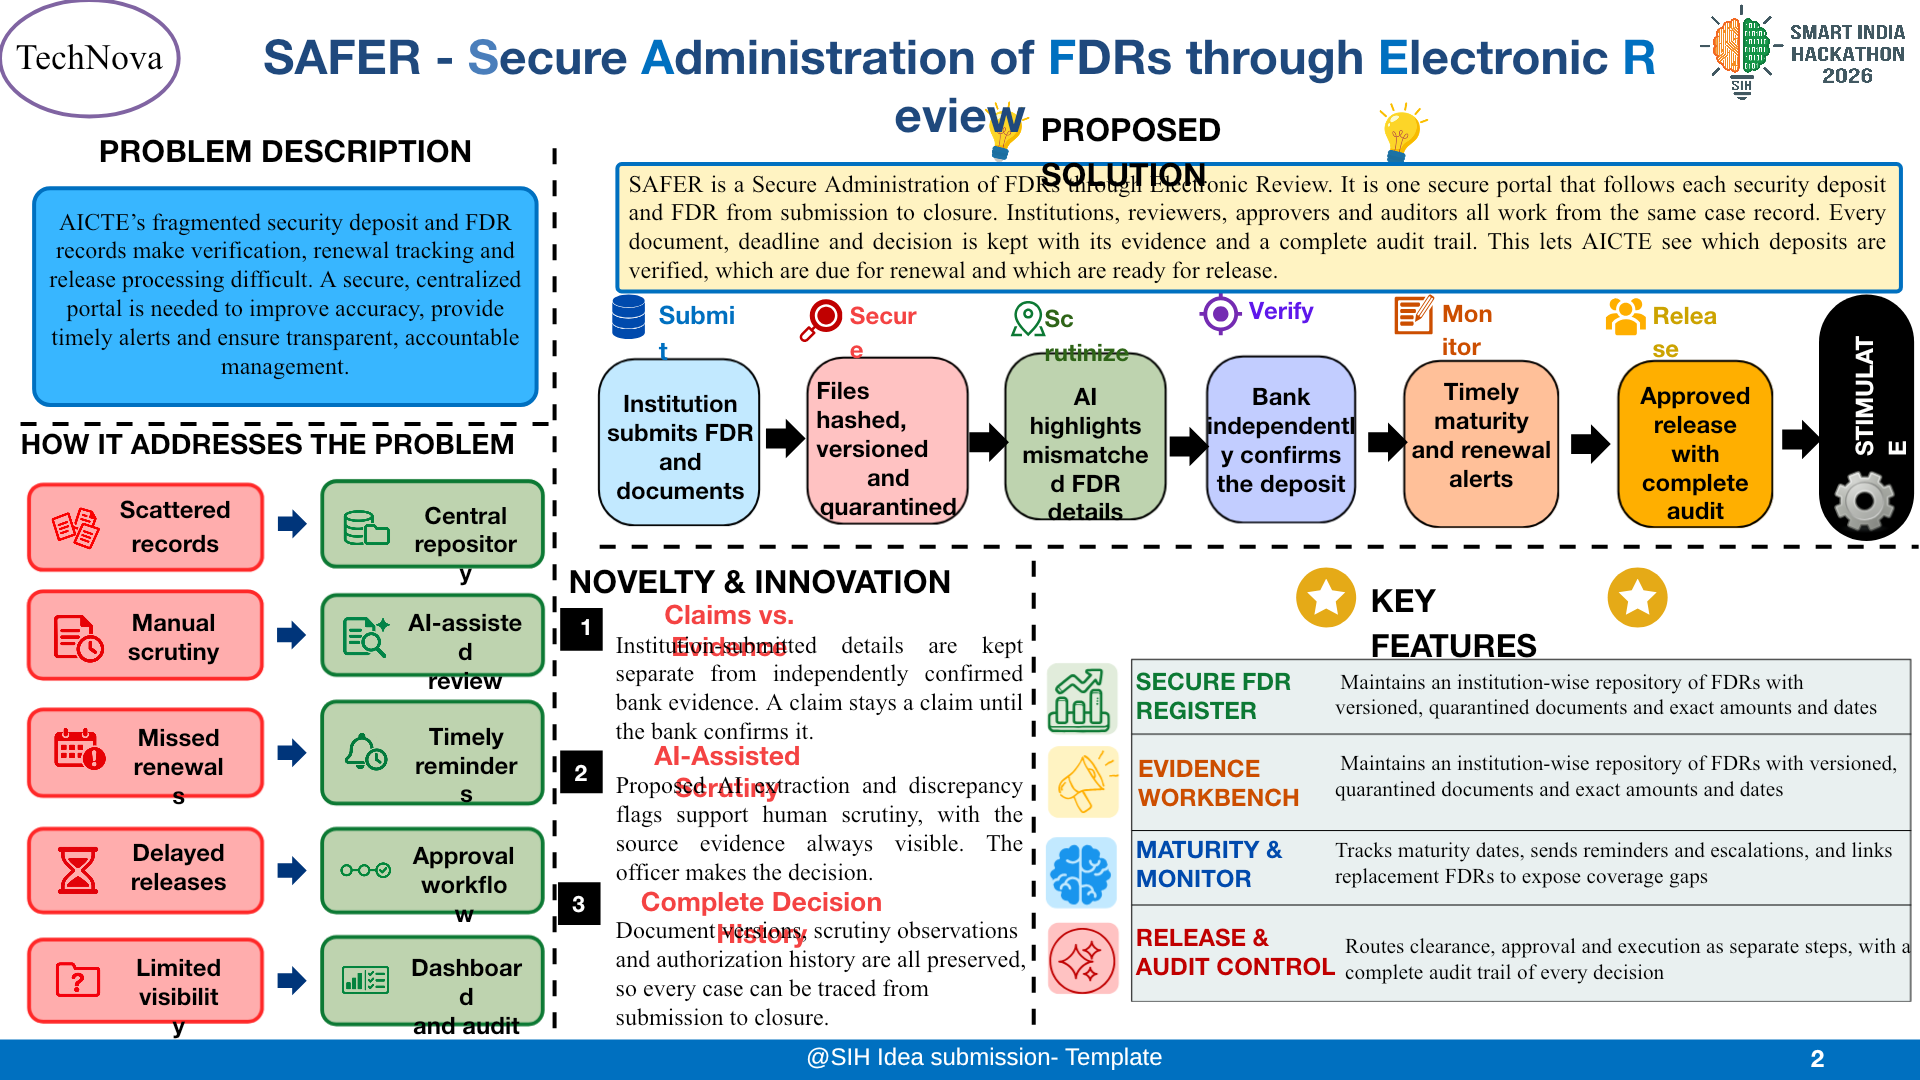 TechNova
SAFER - Secure Administration of FDRs through Electronic R
eview
SMART INDIA
HACKATHON
2026
SIH
PROBLEM DESCRIPTION
AICTE’s fragmented security deposit and FDR
records make verification, renewal tracking and
release processing difficult. A secure, centralized
portal is needed to improve accuracy, provide
timely alerts and ensure transparent, accountable
management.
HOW IT ADDRESSES THE PROBLEM
Scattered
records
Central
repositor
y
Manual
scrutiny
AI-assiste
d
review
Missed
renewal
s
Timely
reminder
s
Delayed
releases
Approval
workflo
w
Limited
visibilit
y
Dashboar
d
and audit
PROPOSED
SOLUTION
SAFER is a Secure Administration of FDRs through Electronic Review. It is one secure portal that follows each security deposit
and FDR from submission to closure. Institutions, reviewers, approvers and auditors all work from the same case record. Every
document, deadline and decision is kept with its evidence and a complete audit trail. This lets AICTE see which deposits are
verified, which are due for renewal and which are ready for release.
Submi
t
Institution
submits FDR
and
documents
Secur
e
Files
hashed,
versioned
and
quarantined
Sc
rutinize
AI
highlights
mismatche
d FDR
details
Verify
Bank
independentl
y confirms
the deposit
Mon
itor
Timely
maturity
and renewal
alerts
Relea
se
Approved
release
with
complete
audit
STIMULAT
E
NOVELTY & INNOVATION
1
Claims vs.
Evidence
Institution-submitted details are kept
separate from independently confirmed
bank evidence. A claim stays a claim until
the bank confirms it.
2
AI-Assisted
Scrutiny
Proposed AI extraction and discrepancy
flags support human scrutiny, with the
source evidence always visible. The
officer makes the decision.
3
Complete Decision
History
Document versions, scrutiny observations
and authorization history are all preserved,
so every case can be traced from
submission to closure.
KEY
FEATURES
SECURE FDR
REGISTER
Maintains an institution-wise repository of FDRs with
versioned, quarantined documents and exact amounts and dates
EVIDENCE
WORKBENCH
Maintains an institution-wise repository of FDRs with versioned,
quarantined documents and exact amounts and dates
MATURITY &
MONITOR
Tracks maturity dates, sends reminders and escalations, and links
replacement FDRs to expose coverage gaps
RELEASE &
AUDIT CONTROL
Routes clearance, approval and execution as separate steps, with a
complete audit trail of every decision
@SIH Idea submission- Template
2